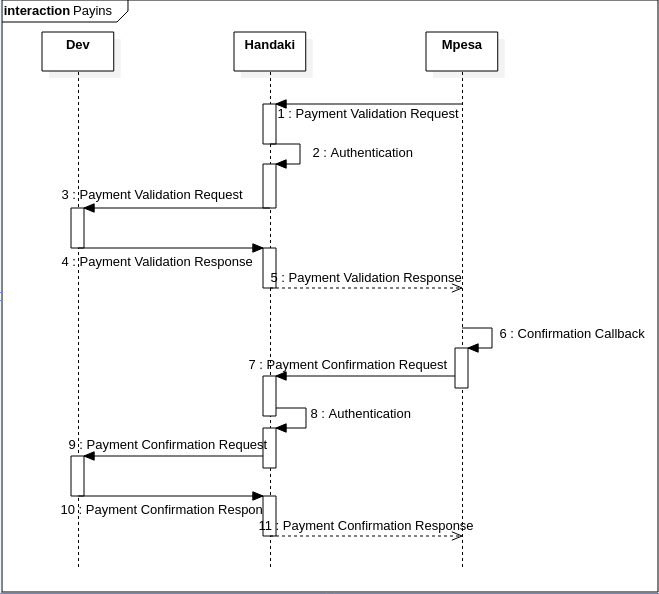 interaction Payins
Dev
Handaki
Mpesa
1 : Payment Validation Request
2 : Authentication
3 : Payment Validation Request
4 : Payment Validation Response
5 : Payment Validation Response
6 : Confirmation Callback
7 : Payment Confirmation Request
8 : Authentication
9 : Payment Confirmation Request
10 : Payment Confirmation Respon
11 : Payment Confirmation Response